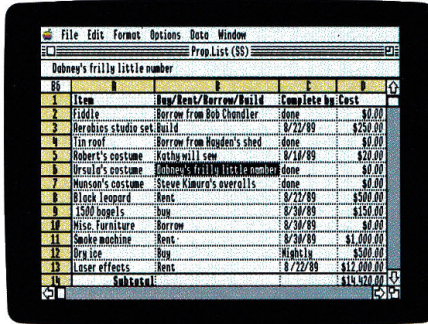 File Edit Format Options Data Window
Prop.List (SS)
Dabney's frilly little number
B6 A B C D
1 Item Buy/Rent/Borrow/Build Complete by: Cost
2 Fiddle Borrow from Bob Chandler done $0.00
3 Aerobics studio set Build 8/22/89 $250.00
4 Tin roof Borrow from Hayden's shed done $0.00
5 Robert's costume Kathy will sew 8/10/89 $20.00
6 Ursula's costume Dabney's frilly little number done $0.00
7 Munson's costume Steve Kimura's overalls done $0.00
8 Black leopard Rent 8/22/89 $500.00
9 1500 bagels buy 8/30/89 $150.00
10 Misc. Furniture Borrow 8/30/89 $0.00
11 Smoke machine Rent 8/30/89 $1,000.00
12 Dry ice Buy Nightly $500.00
13 Laser effects Rent 8/22/89 $12,000.00
14 Subtotal $14,420.00